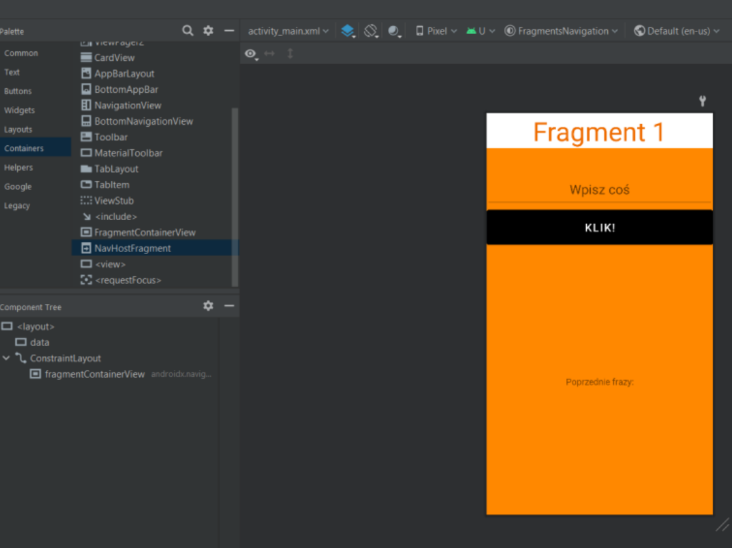 Palette
activity_main.xml
Pixel
U
FragmentsNavigation
Default (en-us)
Common
Text
Buttons
Widgets
Layouts
Containers
Helpers
Google
Legacy
ViewPager2
CardView
AppBarLayout
BottomAppBar
NavigationView
BottomNavigationView
Toolbar
MaterialToolbar
TabLayout
TabItem
ViewStub
<include>
FragmentContainerView
NavHostFragment
<view>
<requestFocus>
Component Tree
<layout>
data
ConstraintLayout
fragmentContainerView androidx.navig...
Fragment 1
Wpisz coś
KLIK!
Poprzednie frazy: